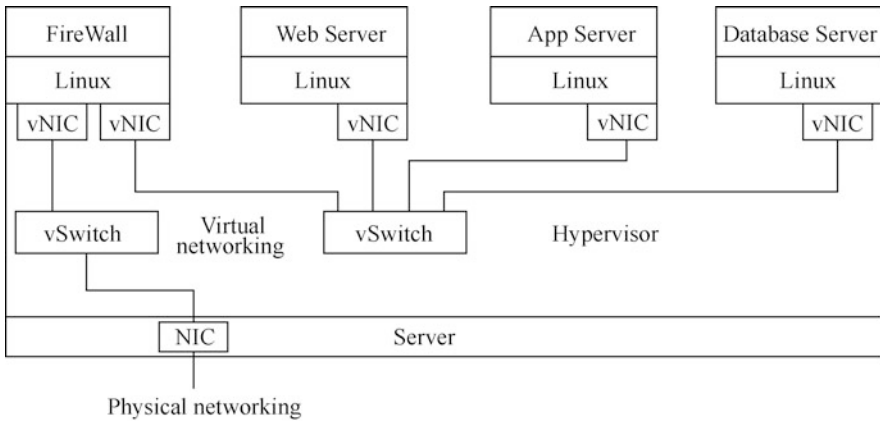 FireWall
Web Server
App Server
Database Server
Linux
Linux
Linux
Linux
vNIC
vNIC
vNIC
vNIC
vNIC
vSwitch
Virtual
networking
vSwitch
Hypervisor
NIC
Server
Physical networking